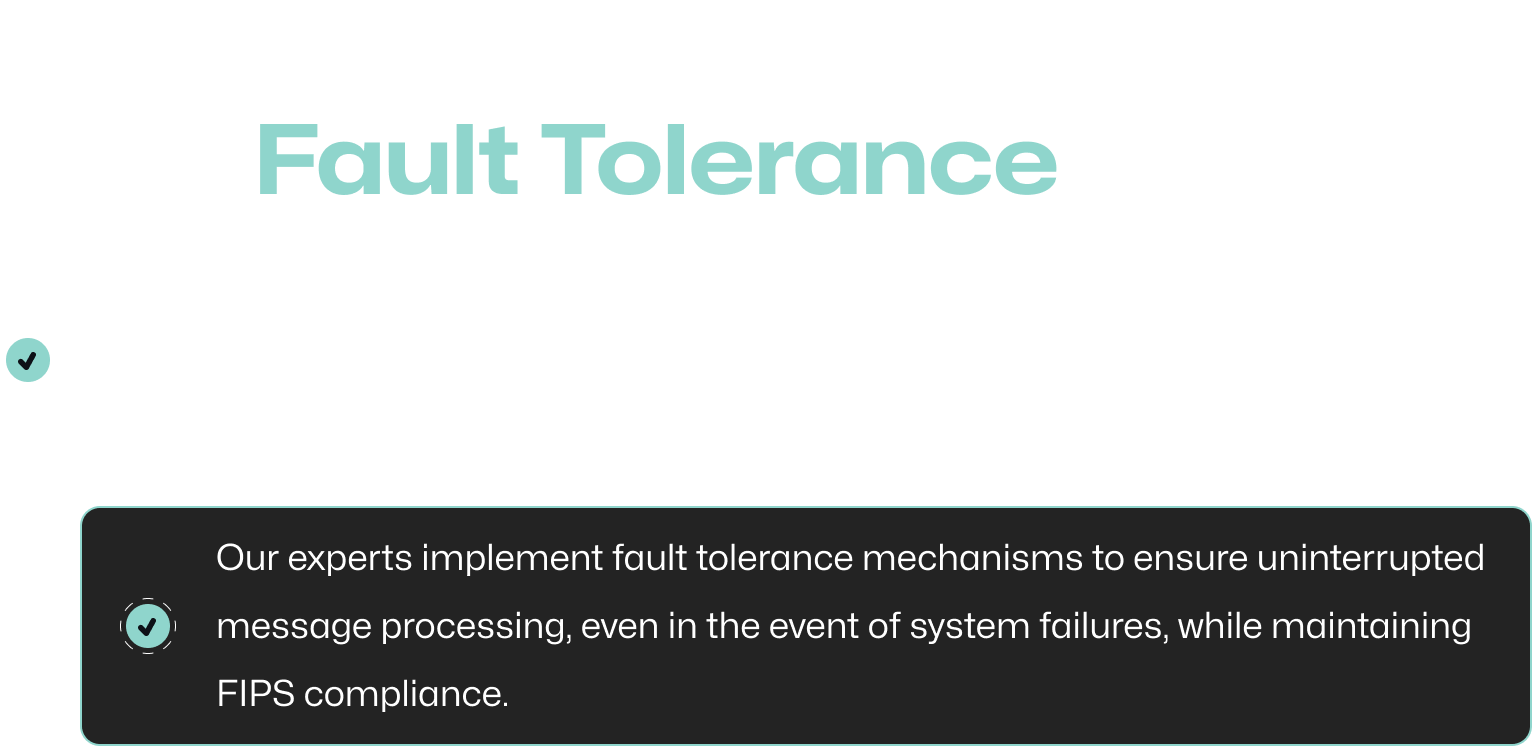 Fault Tolerance
Our experts implement fault tolerance mechanisms to ensure uninterrupted
message processing, even in the event of system failures, while maintaining
FIPS compliance.